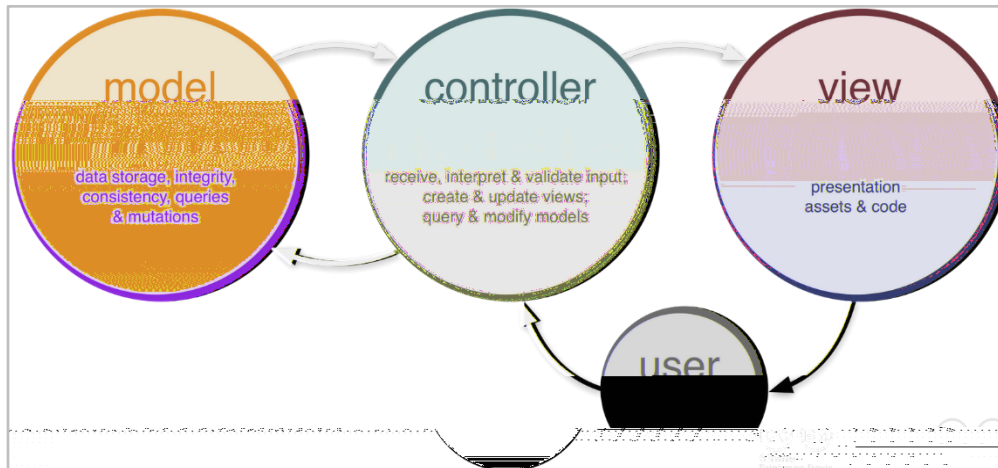 model
controller
view
data storage, integrity,
consistency, queries
& mutations
receive, interpret & validate input;
create & update views;
query & modify models
presentation
assets & code
user